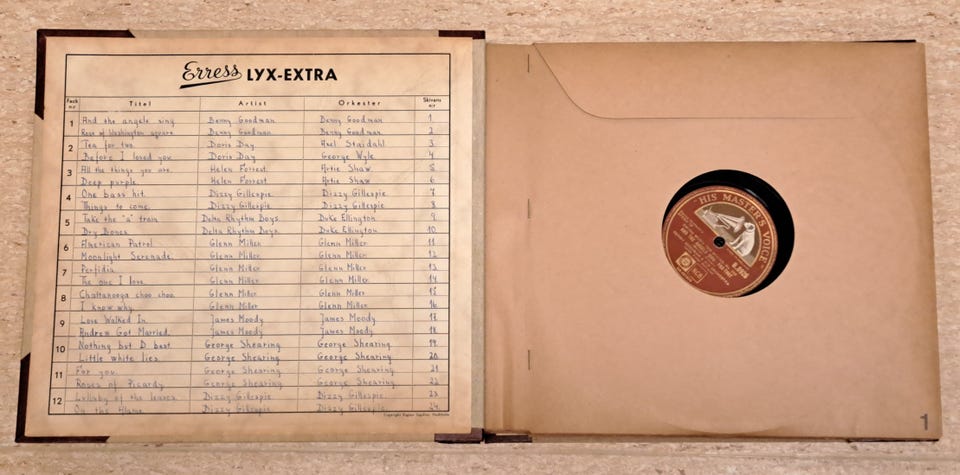 Erress LYX-EXTRA
Fack n:r Titel Artist Orkester Skivans n:r
1 And the angels sing. Benny Goodman Benny Goodman 1
Rose of Washington square. Benny Goodman Benny Goodman 2
2 Tea for two. Doris Day. Axel Stordahl 3
Before I loved you. Doris Day George Wyle 4
3 All the things you are. Helen Forrest Artie Shaw 5
Deep purple. Helen Forrest Artie Shaw 6
4 One bass hit. Dizzy Gillespie Dizzy Gillespie 7
Things to come. Dizzy Gillespie Dizzy Gillespie 8
5 Take the "a" train Delta Rhythm Boys Duke Ellington 9
Dry Bones Delta Rhythm Boys Duke Ellington 10
6 American Patrol Glenn Miller Glenn Miller 11
Moonlight Serenade. Glenn Miller Glenn Miller 12
7 Perfidia Glenn Miller Glenn Miller 13
The one I love. Glenn Miller Glenn Miller 14
8 Chattanooga choo choo. Glenn Miller Glenn Miller 15
I know why. Glenn Miller Glenn Miller 16
9 Love Walked In. James Moody James Moody 17
Andrew Got Married. James Moody James Moody 18
10 Nothing but D. best. George Shearing George Shearing 19
Little white lies George Shearing George Shearing 20
11 For you. George Shearing George Shearing 21
Roses of Picardy George Shearing George Shearing 22
12 Lullaby of the leaves. Dizzy Gillespie Dizzy Gillespie 23
On the Alamo. Dizzy Gillespie Dizzy Gillespie 24
Copyright
"HIS MASTER'S VOICE"
1